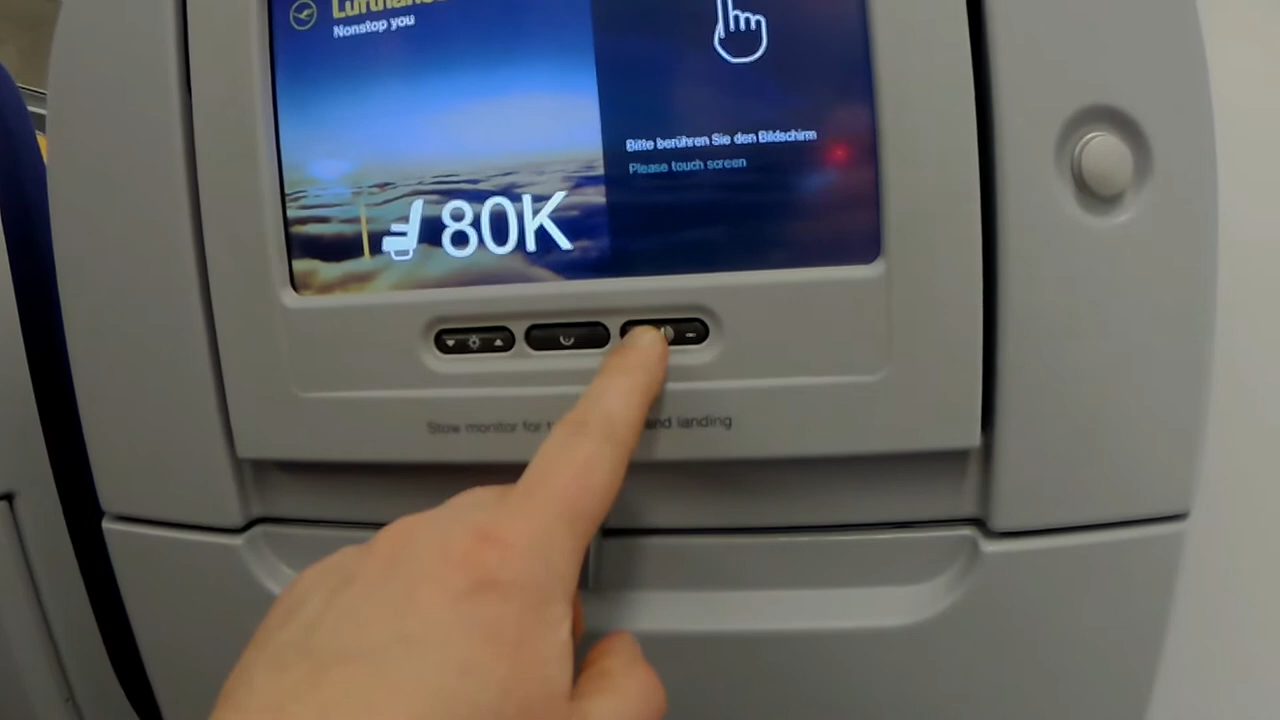 Nonstop you
Bitte berühren Sie den Bildschirm
Please touch screen
80K
Stow monitor for and landing